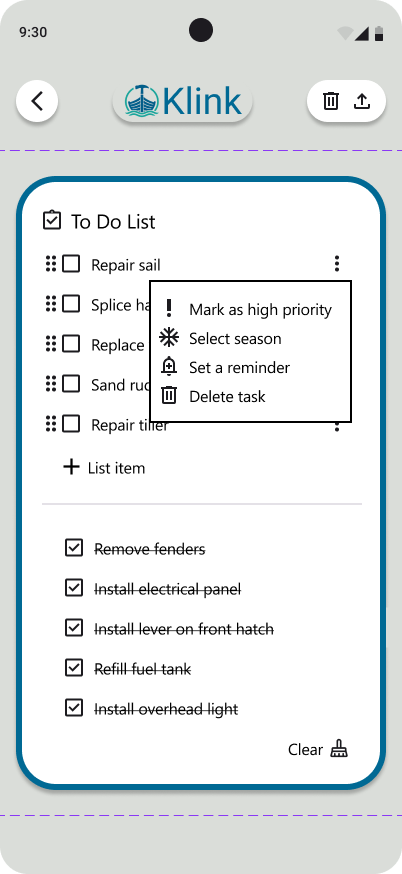 9:30
Klink
To Do List
Repair sail
Splice
Mark as high priority
Select season
Replace
Set a reminder
Sand
Delete task
Repair tiller
List item
Remove fenders
Install electrical panel
Install lever on front hatch
Refill fuel tank
Install overhead light
Clear